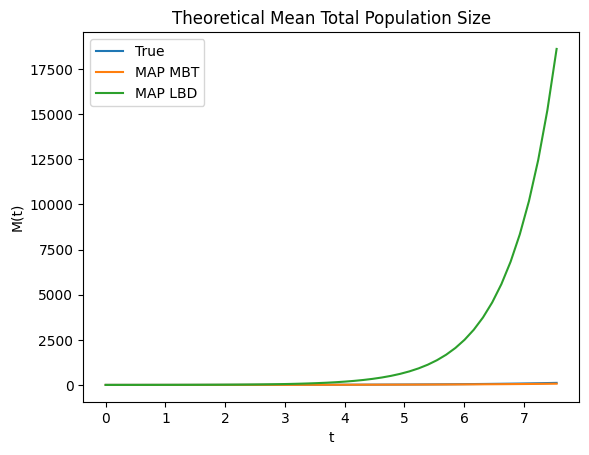 Theoretical Mean Total Population Size
True
MAP MBT
MAP LBD
17500
15000
12500
10000
7500
5000
2500
0
M(t)
0 1 2 3 4 5 6 7
t